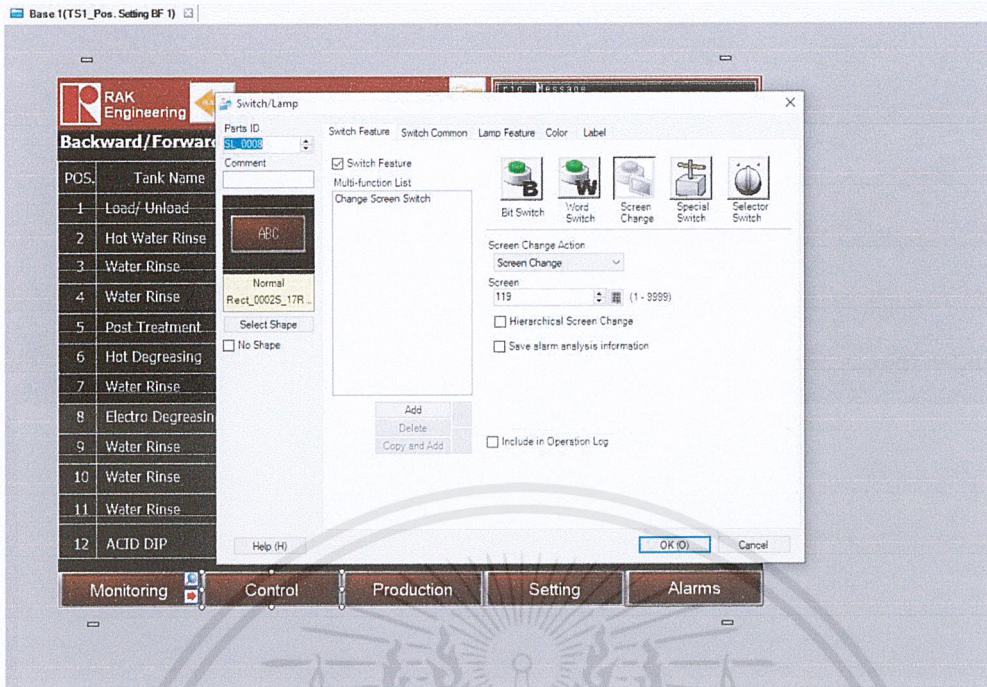 Base 1(TS1_Pos. Setting BF 1)
RAK
Engineering
Message
Backward/Forward
POS. Tank Name
1 Load/ Unload
2 Hot Water Rinse
3 Water Rinse
4 Water Rinse
5 Post Treatment
6 Hot Degreasing
7 Water Rinse
8 Electro Degreasin
9 Water Rinse
10 Water Rinse
11 Water Rinse
12 ACID DIP
Monitoring Control Production Setting Alarms
Switch/Lamp
Parts ID
SL_0008
Comment
ABC
Normal
Rect_0002S_17R...
Select Shape
No Shape
Help (H)
Switch Feature Switch Common Lamp Feature Color Label
Switch Feature
Multi-function List
Change Screen Switch
Add
Delete
Copy and Add
B W
Bit Switch
Word Switch
Screen Change
Special Switch
Selector Switch
Screen Change Action
Screen Change
Screen
119 (1 - 9999)
Hierarchical Screen Change
Save alarm analysis information
Include in Operation Log
OK (O) Cancel